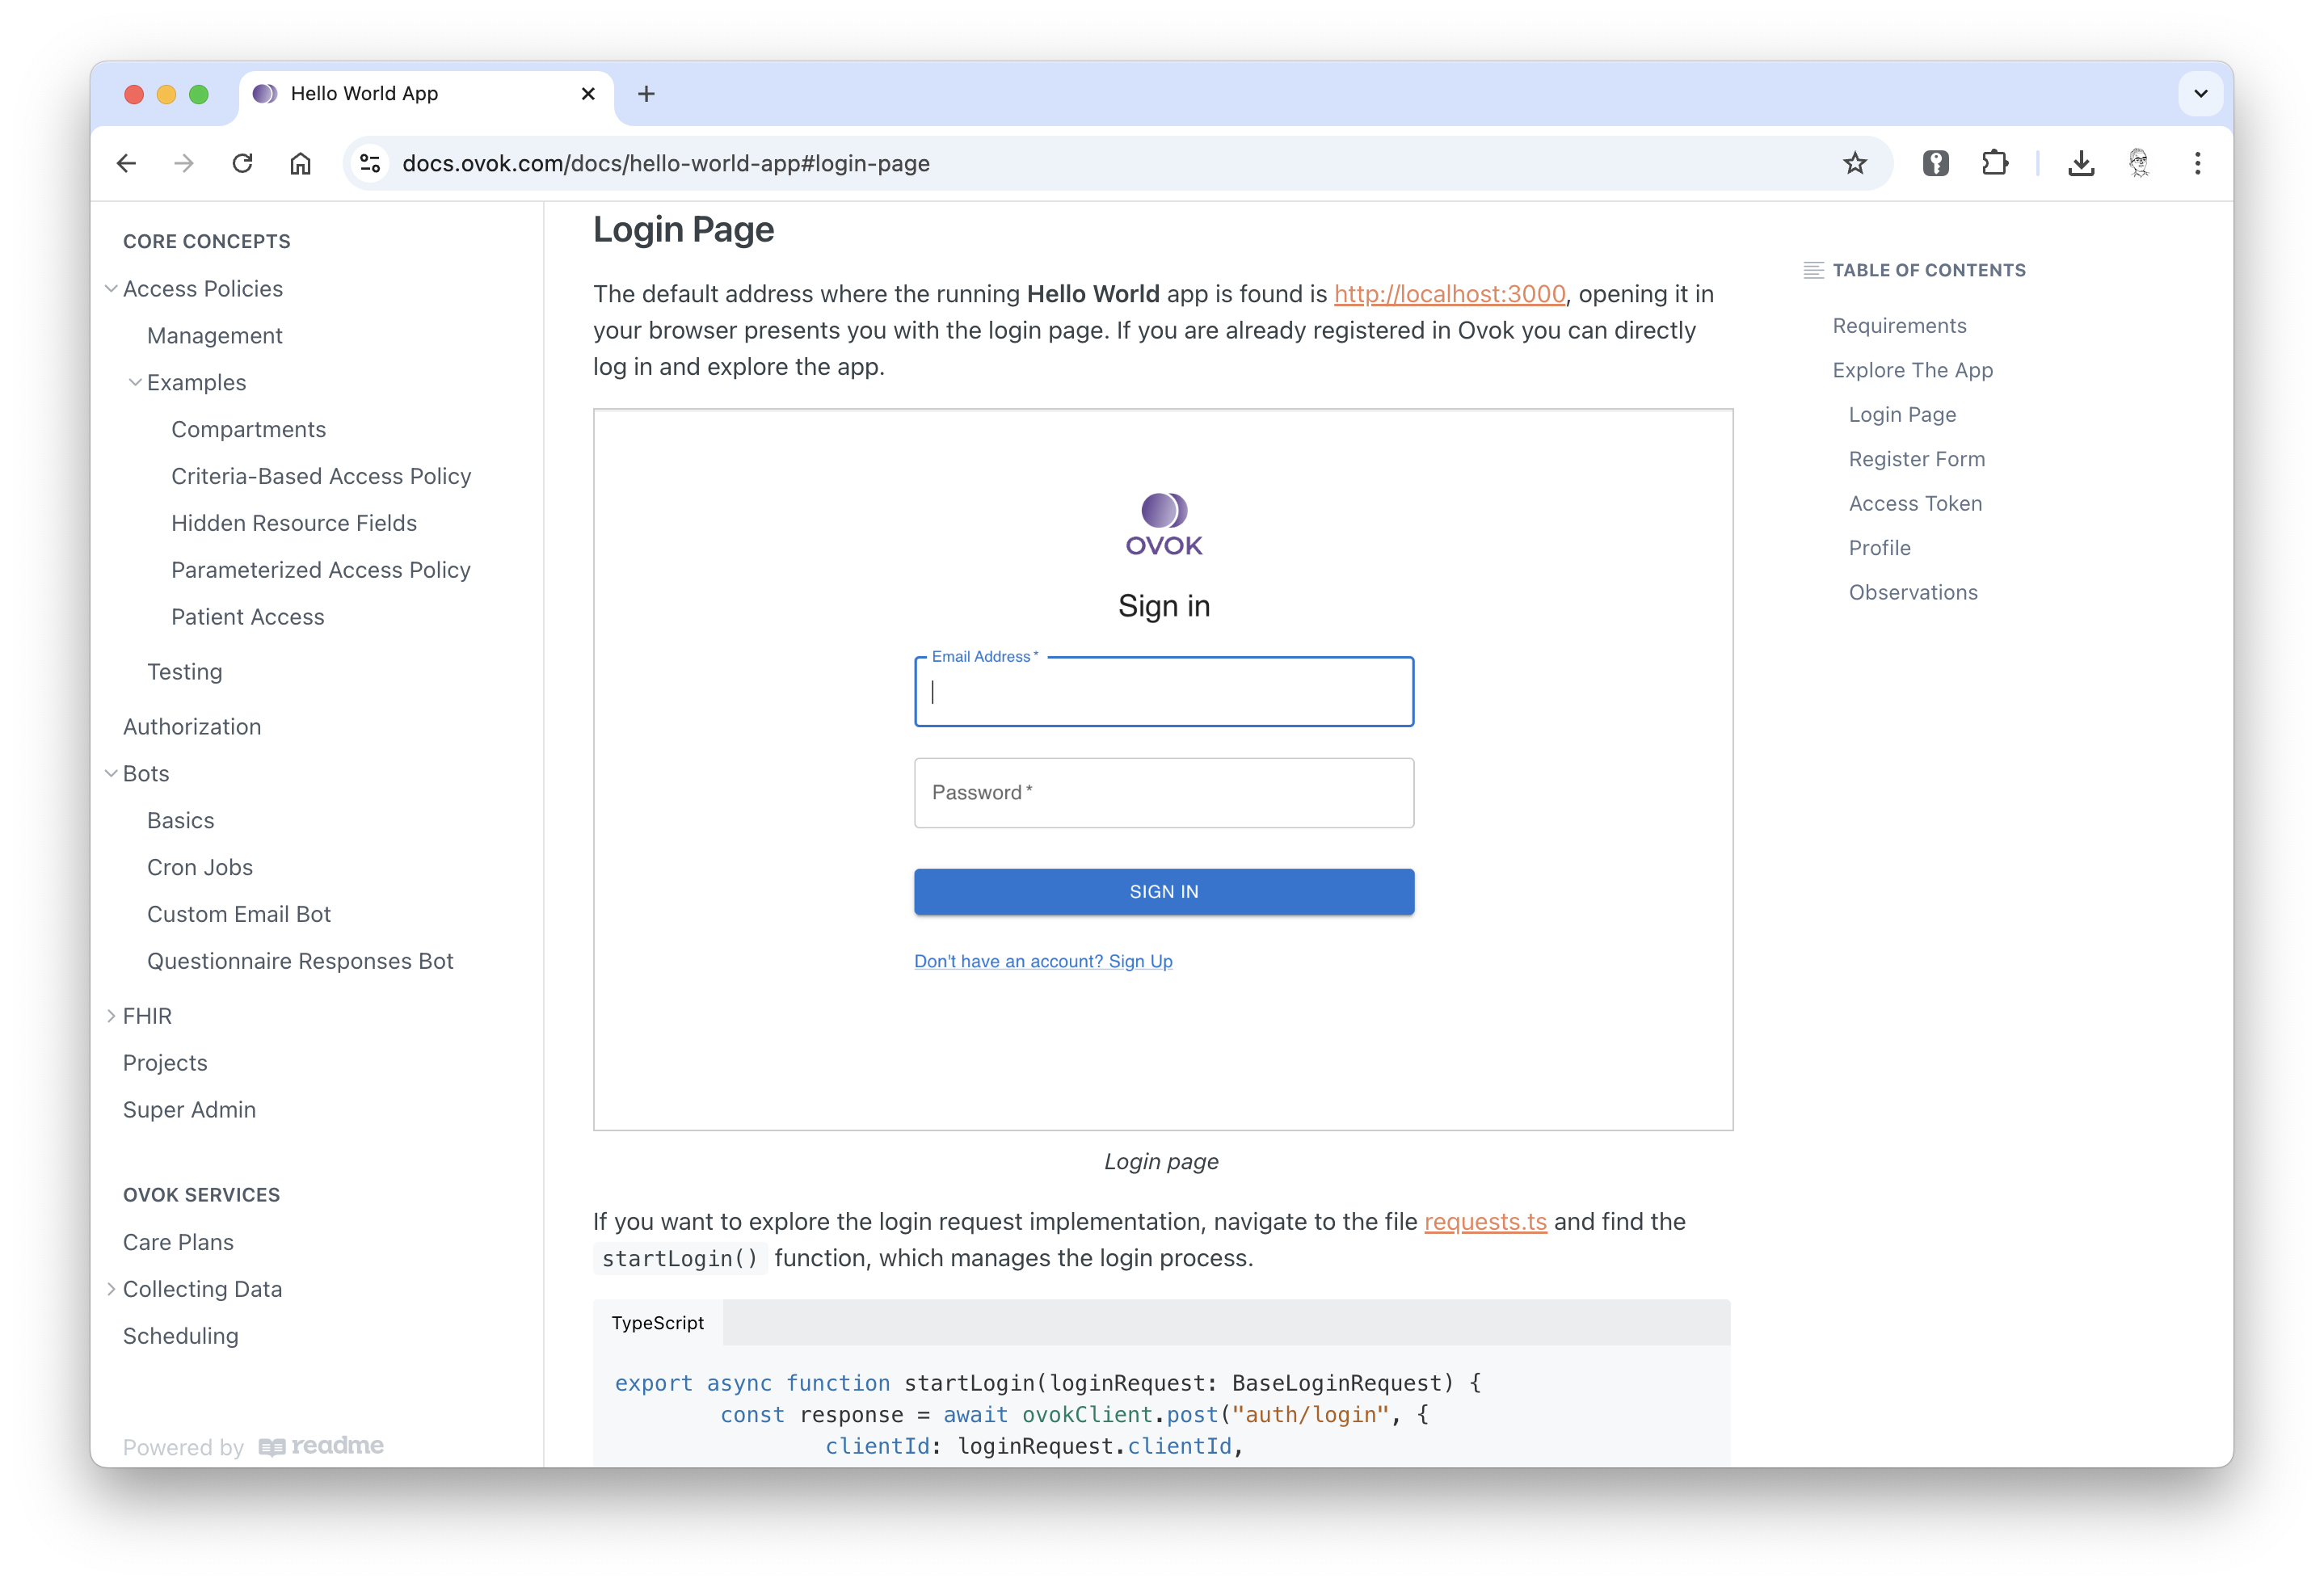 Hello World App
docs.ovok.com/docs/hello-world-app#login-page
CORE CONCEPTS
Access Policies
Management
Examples
Compartments
Criteria-Based Access Policy
Hidden Resource Fields
Parameterized Access Policy
Patient Access
Testing
Authorization
Bots
Basics
Cron Jobs
Custom Email Bot
Questionnaire Responses Bot
FHIR
Projects
Super Admin
OVOK SERVICES
Care Plans
Collecting Data
Scheduling
Powered by readme
Login Page
The default address where the running Hello World app is found is http://localhost:3000, opening it in
your browser presents you with the login page. If you are already registered in Ovok you can directly
log in and explore the app.
OVOK
Sign in
Email Address *
Password *
SIGN IN
Don't have an account? Sign Up
Login page
If you want to explore the login request implementation, navigate to the file requests.ts and find the
startLogin() function, which manages the login process.
TypeScript
export async function startLogin(loginRequest: BaseLoginRequest) {
const response = await ovokClient.post("auth/login", {
clientId: loginRequest.clientId,
TABLE OF CONTENTS
Requirements
Explore The App
Login Page
Register Form
Access Token
Profile
Observations